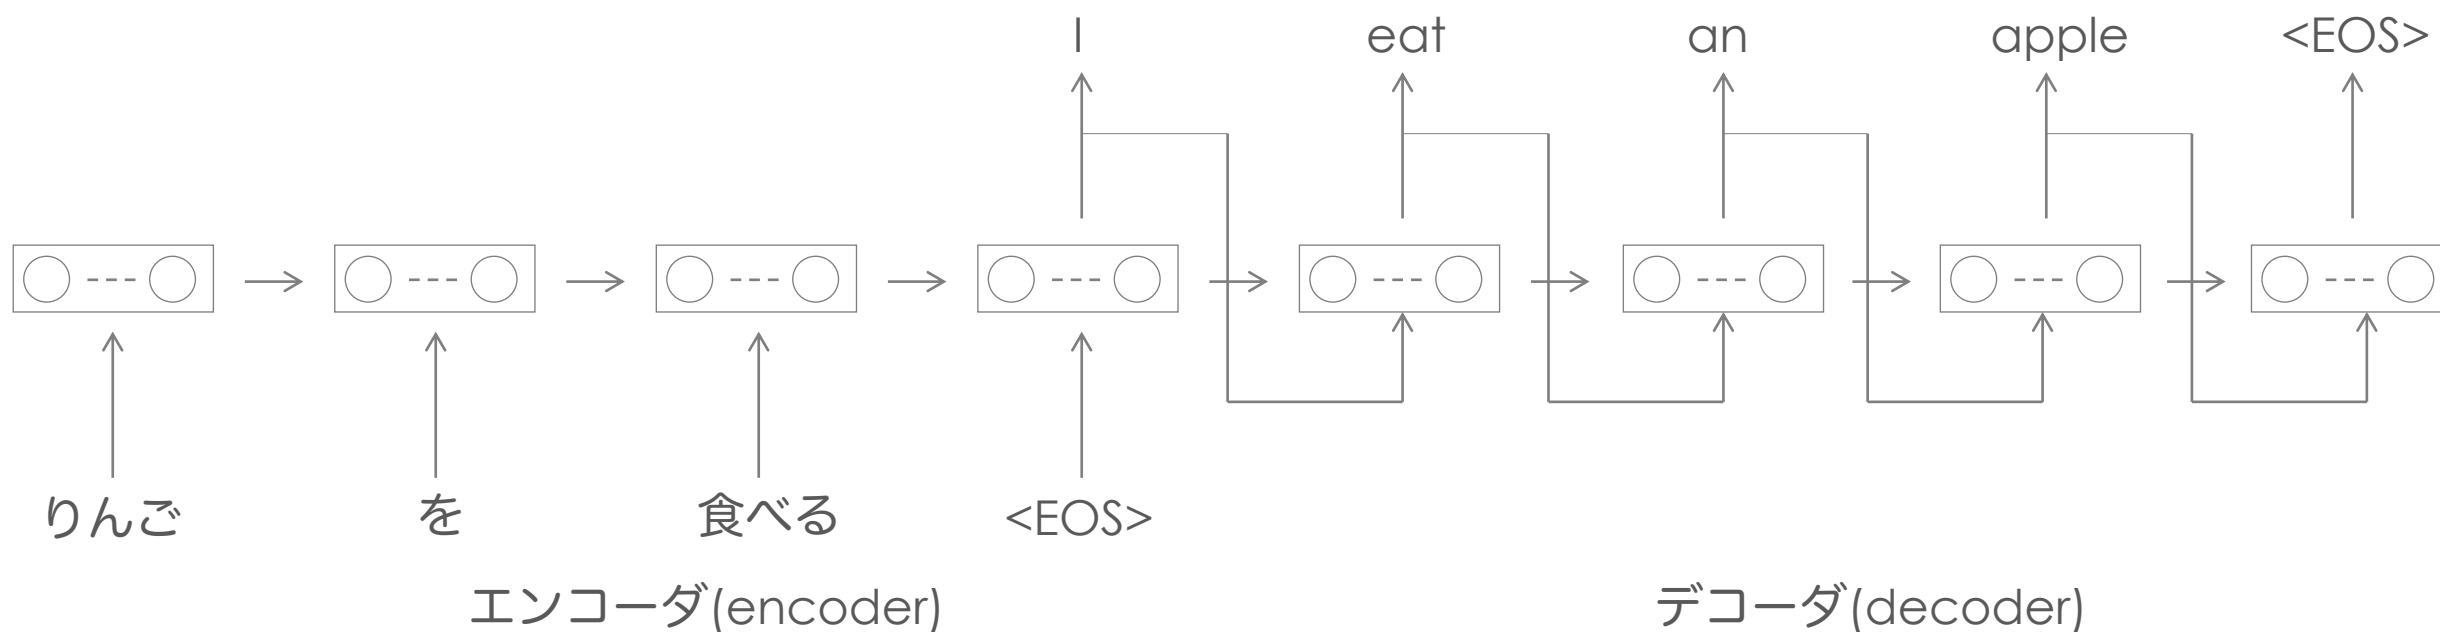 I eat an apple <EOS>
りんご を 食べる <EOS>
エンコーダ(encoder) デコーダ(decoder)